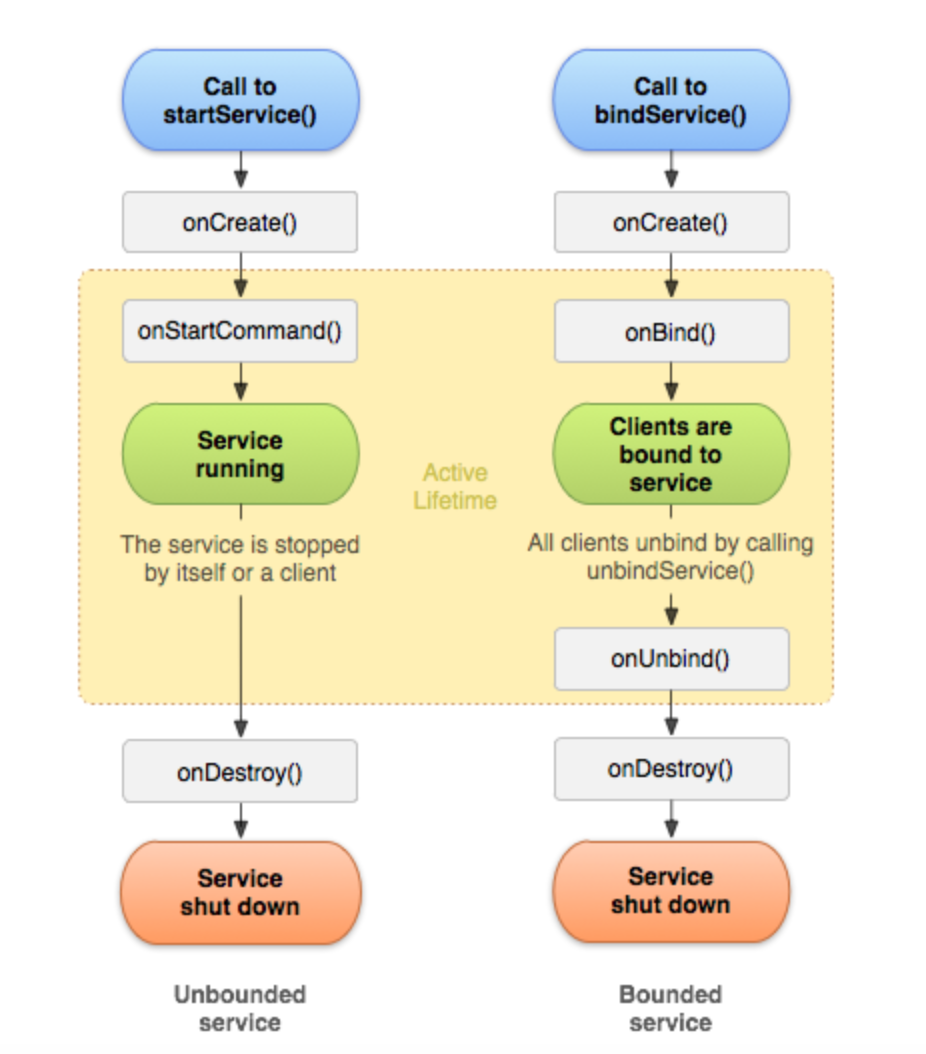 Call to
startService()
onCreate()
onStartCommand()
Service
running
The service is stopped
by itself or a client
onDestroy()
Service
shut down
Unbounded
service
Active
Lifetime
Call to
bindService()
onCreate()
onBind()
Clients are
bound to
service
All clients unbind by calling
unbindService()
onUnbind()
onDestroy()
Service
shut down
Bounded
service